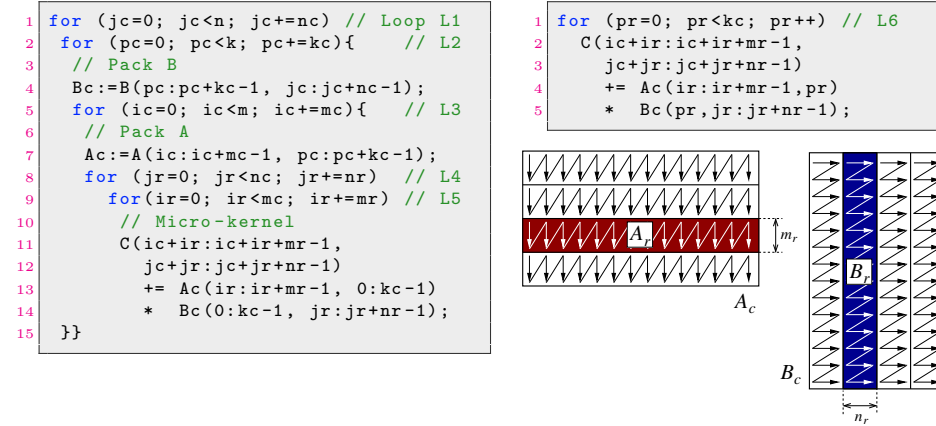 1 for (jc=0; jc<n; jc+=nc) // Loop L1
2 for (pc=0; pc<k; pc+=kc){ // L2
3 // Pack B
4 Bc:=B(pc:pc+kc-1, jc:jc+nc-1);
5 for (ic=0; ic<m; ic+=mc){ // L3
6 // Pack A
7 Ac:=A(ic:ic+mc-1, pc:pc+kc-1);
8 for (jr=0; jr<nc; jr+=nr) // L4
9 for(ir=0; ir<mc; ir+=mr) // L5
10 // Micro-kernel
11 C(ic+ir:ic+ir+mr-1,
12 jc+jr:jc+jr+nr-1)
13 += Ac(ir:ir+mr-1, 0:kc-1)
14 * Bc(0:kc-1, jr:jr+nr-1);
15 }}
1 for (pr=0; pr<kc; pr++) // L6
2 C(ic+ir:ic+ir+mr-1,
3 jc+jr:jc+jr+nr-1)
4 += Ac(ir:ir+mr-1,pr)
5 * Bc(pr,jr:jr+nr-1);
A_r
m_r
A_c
B_r
B_c
n_r